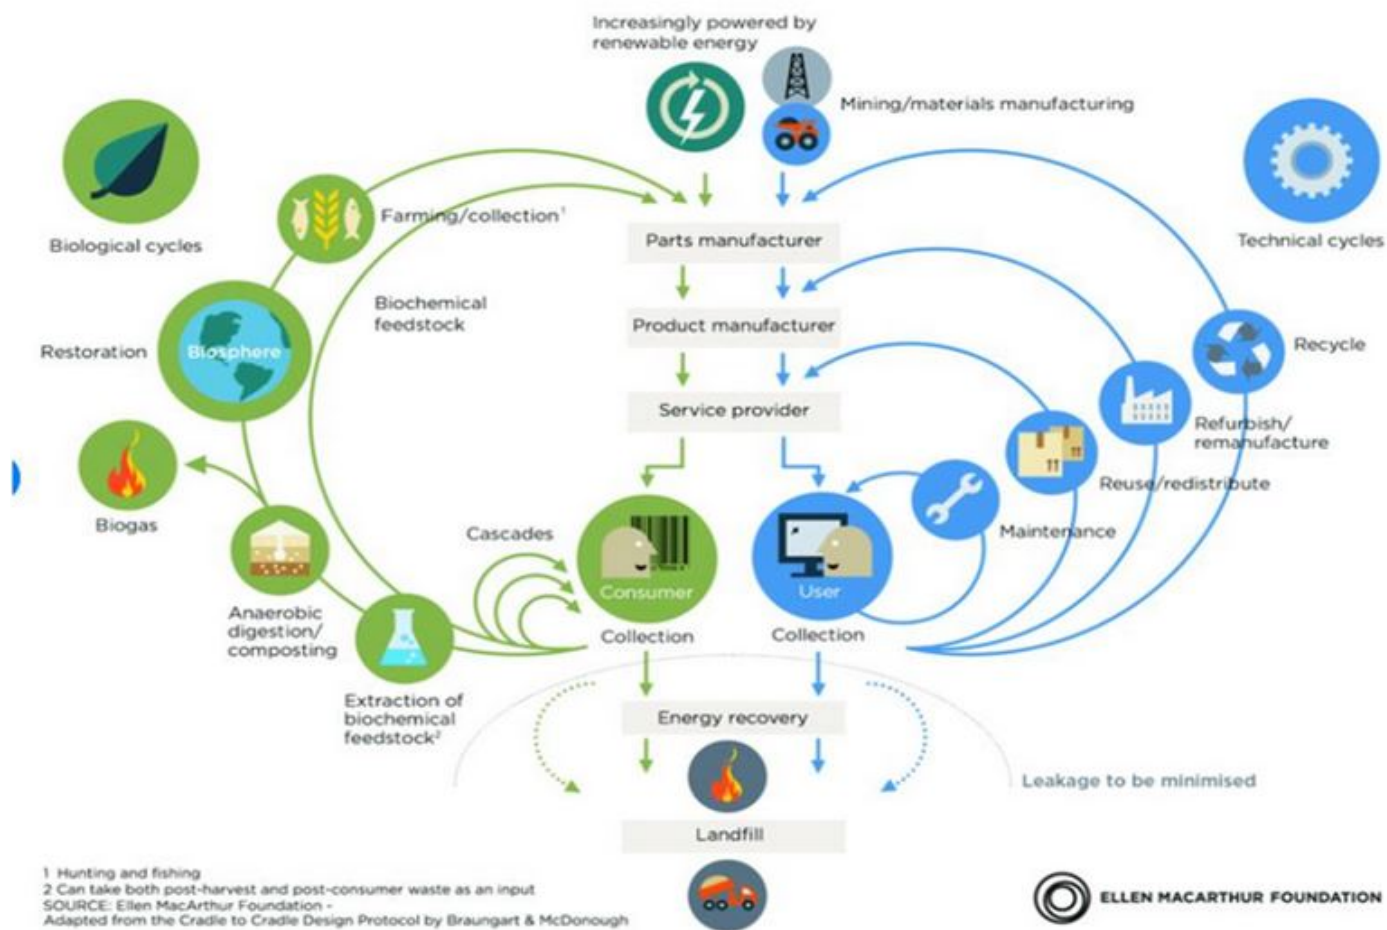 Increasingly powered by
renewable energy
Mining/materials manufacturing
Biological cycles
Farming/collection¹
Parts manufacturer
Technical cycles
Biochemical
feedstock
Product manufacturer
Restoration
Biosphere
Recycle
Service provider
Refurbish/
remanufacture
Reuse/redistribute
Biogas
Cascades
Maintenance
Consumer
User
Anaerobic
digestion/
composting
Collection
Collection
Extraction of
biochemical
feedstock²
Energy recovery
Leakage to be minimised
Landfill
1 Hunting and fishing
2 Can take both post-harvest and post-consumer waste as an input
SOURCE: Ellen MacArthur Foundation -
Adapted from the Cradle to Cradle Design Protocol by Braungart & McDonough
ELLEN MACARTHUR FOUNDATION